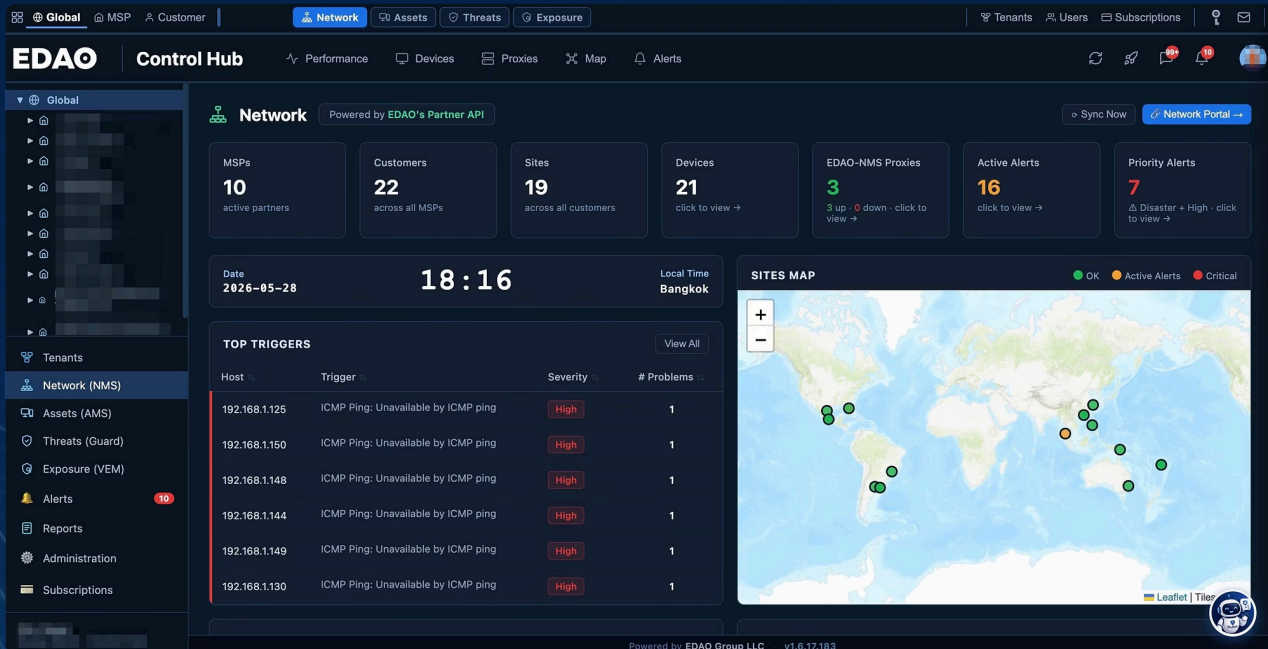 Global MSP Customer Network Assets Threats Exposure Tenants Users Subscriptions
EDAO Control Hub Performance Devices Proxies Map Alerts 99+ 10
Global
Tenants
Network (NMS)
Assets (AMS)
Threats (Guard)
Exposure (VEM)
Alerts 10
Reports
Administration
Subscriptions
Network Powered by EDAO's Partner API Sync Now Network Portal →
MSPs
10
active partners
Customers
22
across all MSPs
Sites
19
across all customers
Devices
21
click to view →
EDAO-NMS Proxies
3
3 up · 0 down · click to
view →
Active Alerts
16
click to view →
Priority Alerts
7
⚠ Disaster + High · click
to view →
Date
2026-05-28
18:16
Local Time
Bangkok
TOP TRIGGERS View All
Host Trigger Severity # Problems
192.168.1.125 ICMP Ping: Unavailable by ICMP ping High 1
192.168.1.150 ICMP Ping: Unavailable by ICMP ping High 1
192.168.1.148 ICMP Ping: Unavailable by ICMP ping High 1
192.168.1.144 ICMP Ping: Unavailable by ICMP ping High 1
192.168.1.149 ICMP Ping: Unavailable by ICMP ping High 1
192.168.1.130 ICMP Ping: Unavailable by ICMP ping High 1
SITES MAP OK Active Alerts Critical
+
−
Leaflet | Tiles
Powered by EDAO Group LLC v1.6.17.183